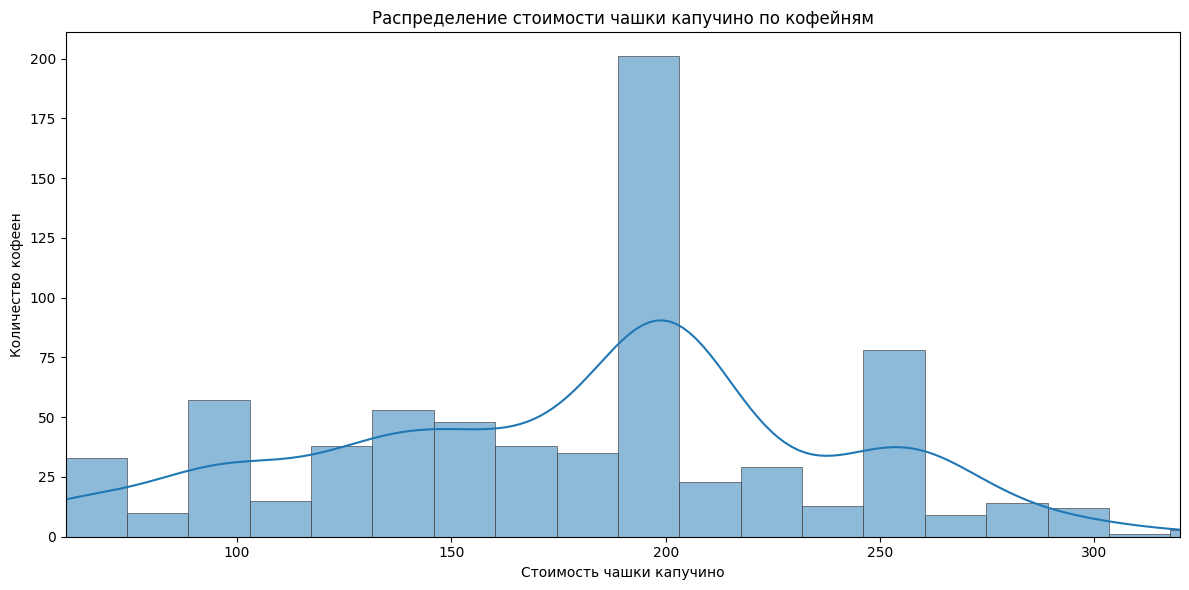 Распределение стоимости чашки капучино по кофейням
Количество кофеен
200
175
150
125
100
75
50
25
0
100 150 200 250 300
Стоимость чашки капучино